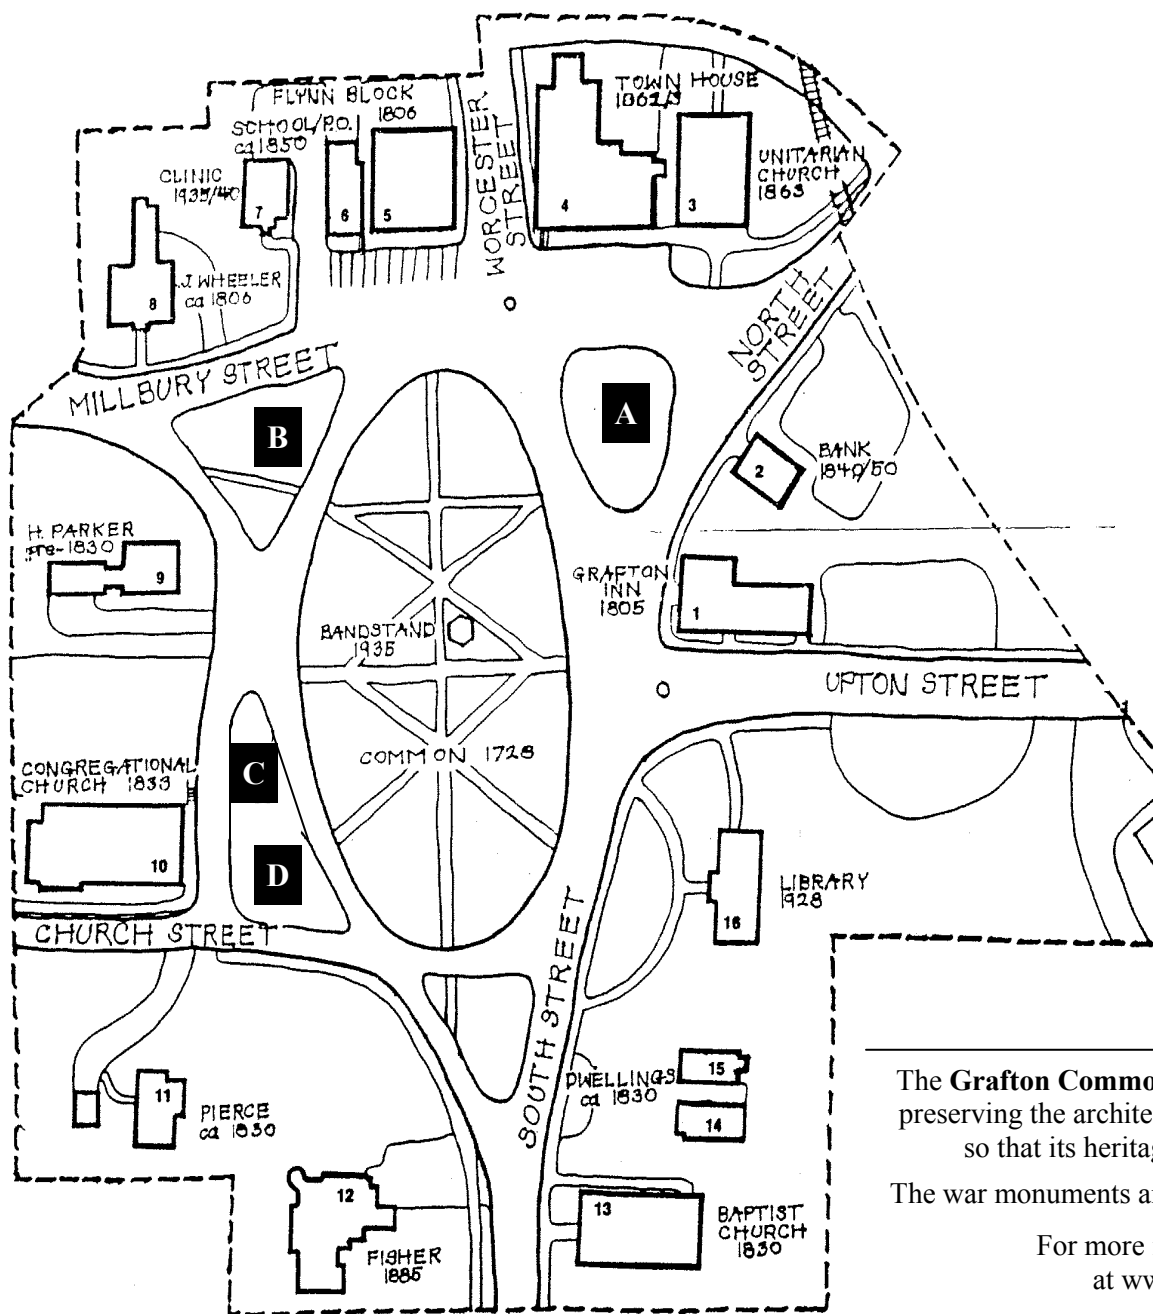 FLYNN BLOCK
1806
SCHOOL/P.O.
ca 1850
CLINIC
1935/40
7
6
5
WORCESTER
STREET
TOWN HOUSE
1862/3
4
3
UNITARIAN
CHURCH
1863
8
J. WHEELER
ca 1806
MILLBURY STREET
NORTH
STREET
B
A
2
BANK
1840/50
H. PARKER
pre-1830
9
GRAFTON
INN
1805
1
BANDSTAND
1935
UPTON STREET
COMMON 1728
CONGREGATIONAL
CHURCH 1833
C
10
D
CHURCH STREET
LIBRARY
1928
16
SOUTH STREET
11
PIERCE
ca 1830
DWELLINGS
ca 1830
15
14
12
FISHER
1885
13
BAPTIST
CHURCH
1830
The Grafton Commo
preserving the archite
so that its heritag
The war monuments a
For more
at ww